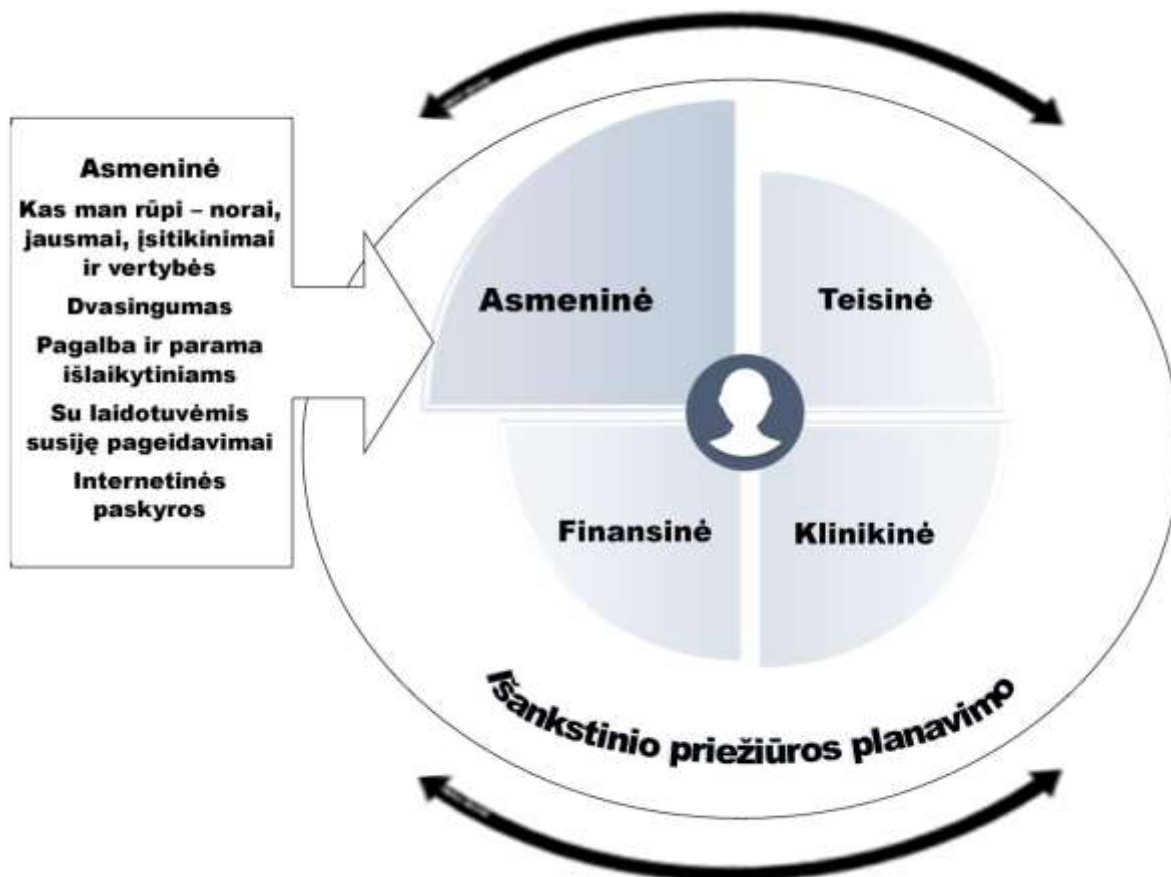 Asmeninė
Kas man rūpi – norai,
jausmai, įsitikinimai
ir vertybės
Dvasingumas
Pagalba ir parama
išlaikytiniams
Su laidotuvėmis
susiję pageidavimai
Internetinės
paskyros
Asmeninė
Teisinė
Finansinė
Klinikinė
Išankstinio priežiūros planavimo